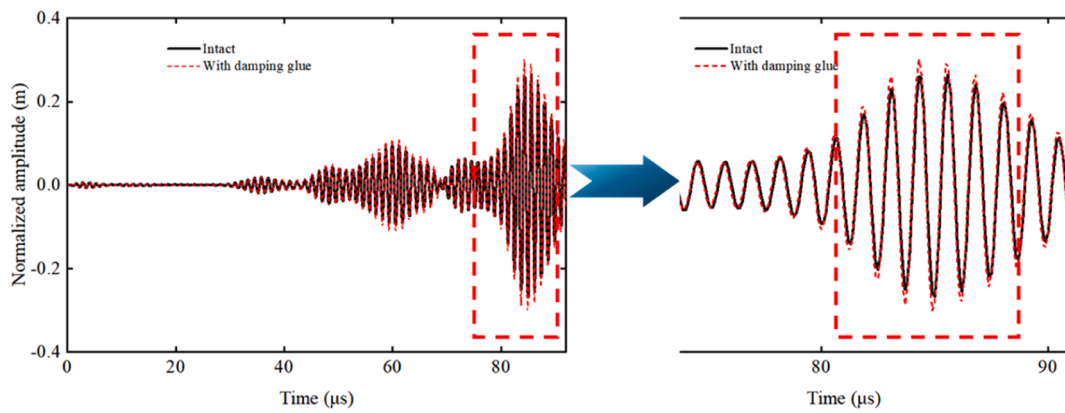 Normalized amplitude (m)
0.4
0.2
0.0
-0.2
-0.4
Intact
With damping glue
0
20
40
60
80
Time (μs)
Intact
With damping glue
80
90
Time (μs)